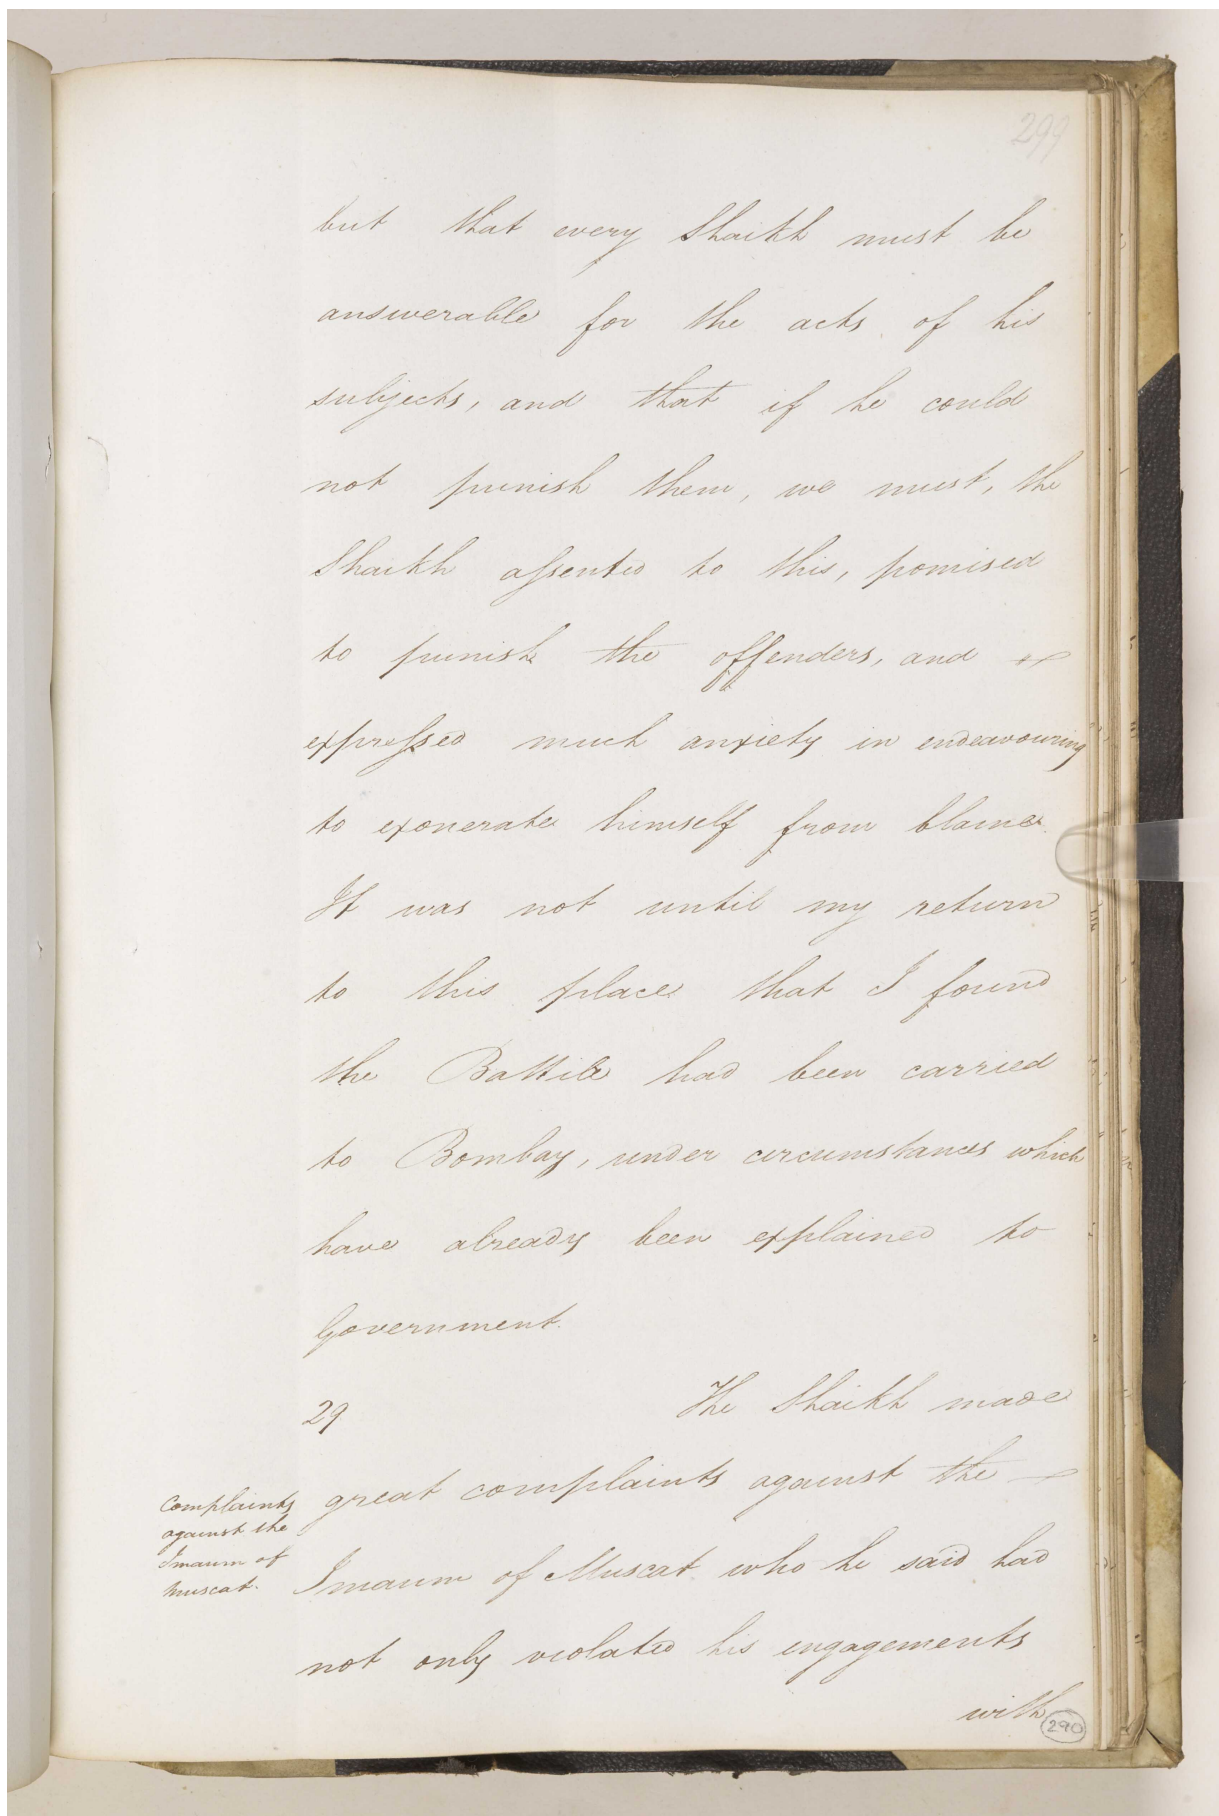 299
but that every Shaikh must be
answerable for the acts of his
subjects, and that if he could
not punish them, we must, the
Shaikh assented to this, promised
to punish the offenders, and
expressed much anxiety in endeavouring
to exonerate himself from blame.
It was not until my return
to this place that I found
the Battile had been carried
to Bombay, under circumstances which
have already been explained to
Government.
29 The Shaikh made
great complaints against the
Complaints
against the
Imaum of
Muscat.
Imaum of Muscat who he said had
not only violated his engagements
with
290